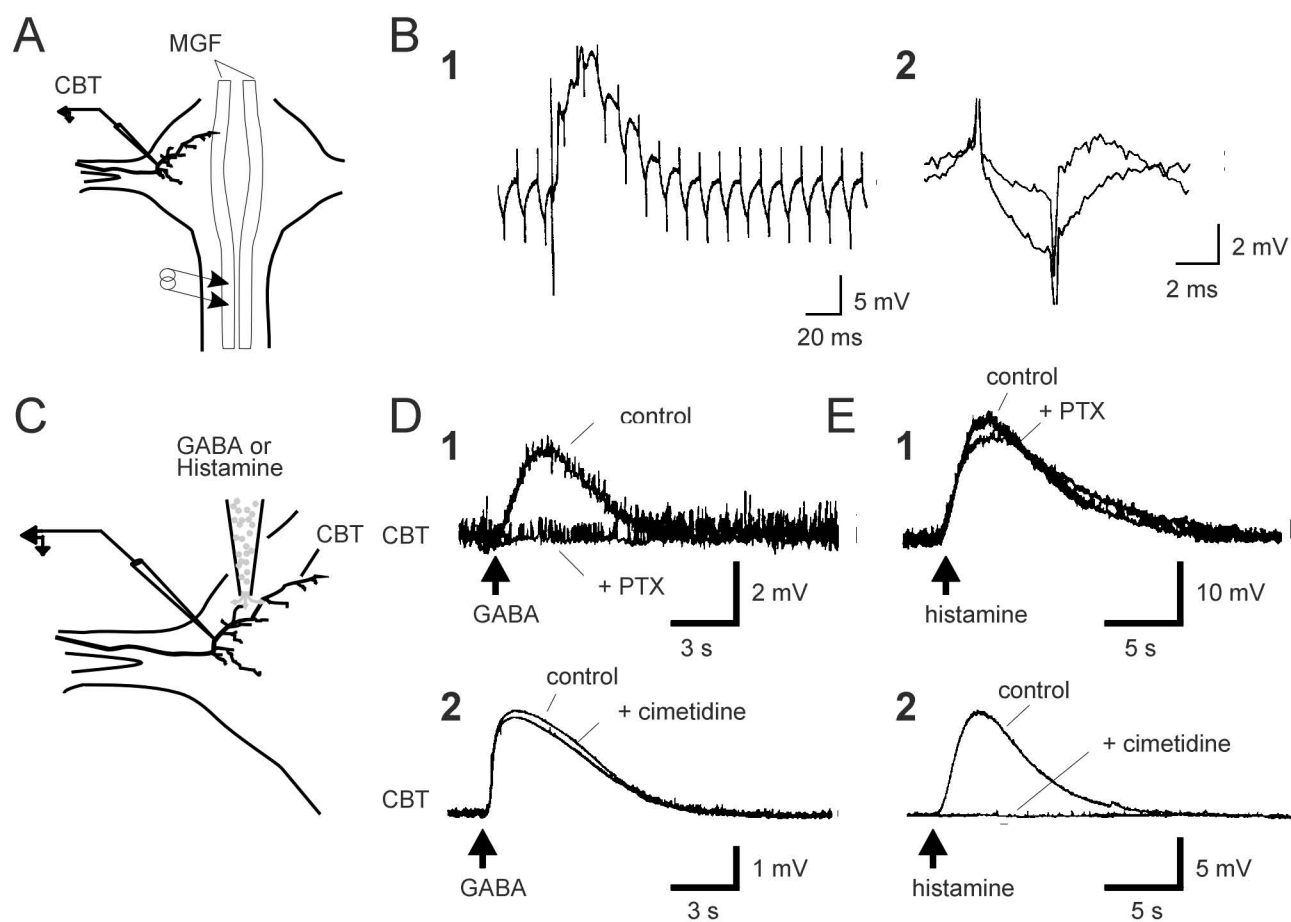 A
MGF
CBT
B
1
5 mV
20 ms
2
2 mV
2 ms
C
GABA or
Histamine
CBT
D
1
control
CBT
+ PTX
GABA
2 mV
3 s
2
control
+ cimetidine
CBT
GABA
1 mV
3 s
E
1
control
+ PTX
histamine
10 mV
5 s
2
control
+ cimetidine
histamine
5 mV
5 s